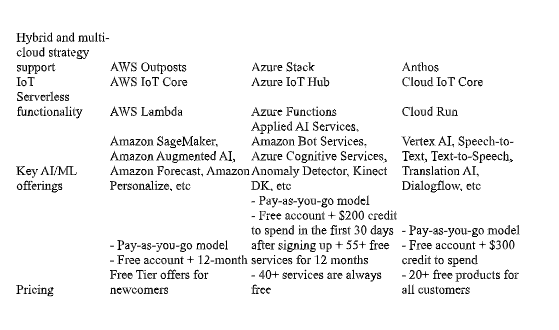 Hybrid and multi-
cloud strategy
support AWS Outposts Azure Stack Anthos
IoT AWS IoT Core Azure IoT Hub Cloud IoT Core
Serverless
functionality AWS Lambda Azure Functions Cloud Run
Applied AI Services,
Amazon SageMaker, Amazon Bot Services, Vertex AI, Speech-to-
Amazon Augmented AI, Azure Cognitive Services, Text, Text-to-Speech,
Key AI/ML Amazon Forecast, Amazon Anomaly Detector, Kinect Translation AI,
offerings Personalize, etc DK, etc Dialogflow, etc
- Pay-as-you-go model
- Free account + $200 credit
to spend in the first 30 days - Pay-as-you-go model
- Pay-as-you-go model after signing up + 55+ free - Free account + $300
- Free account + 12-month services for 12 months credit to spend
Free Tier offers for - 40+ services are always - 20+ free products for
Pricing newcomers free all customers